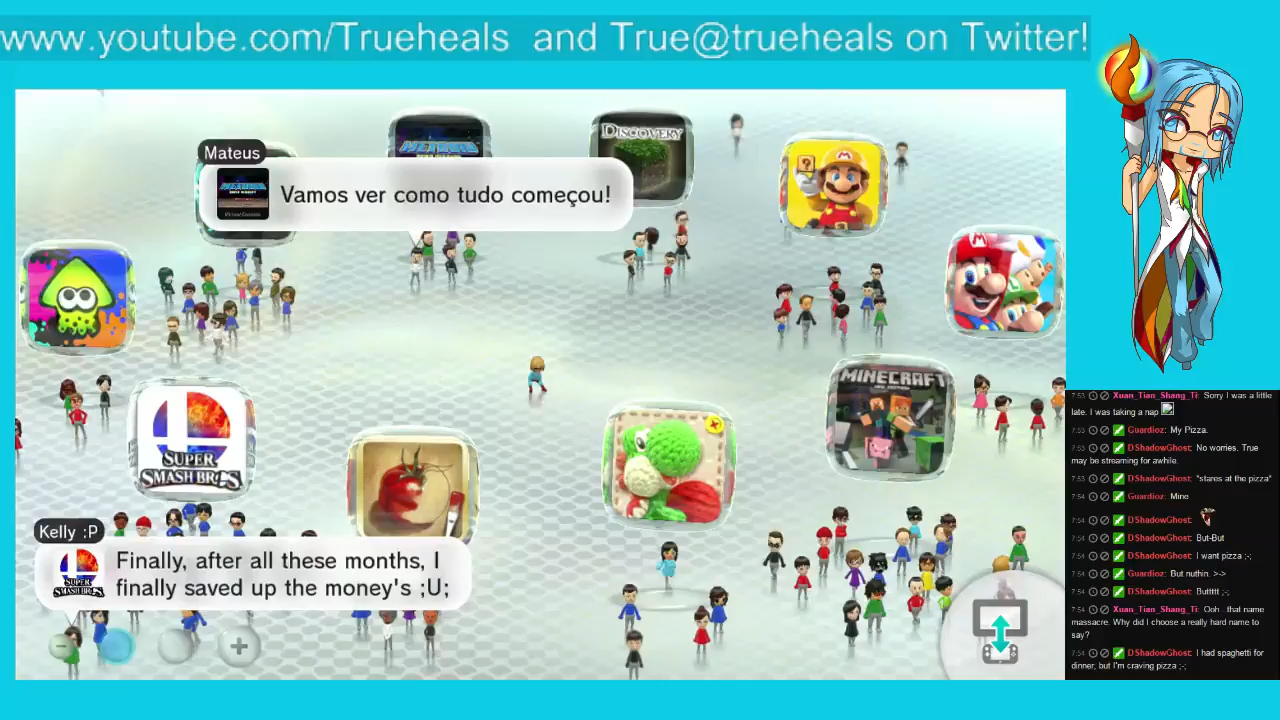 www.youtube.com/Trueheals and True@trueheals on Twitter!
Mateus
Vamos ver como tudo começou!
METROID
DISCOVERY
METROID
SUPER
SMASH BROS
MINECRAFT
Kelly :P
Finally, after all these months, I
finally saved up the money's ;U;
SUPER
SMASH BROS
7:53 Xuan_Tian_Shang_Ti: Sorry I was a little
late. I was taking a nap
7:53 Guardioz: My Pizza.
7:53 DShadowGhost: No worries. True
may be streaming for awhile.
7:53 DShadowGhost: *stares at the pizza*
7:54 Guardioz: Mine
7:54 DShadowGhost:
7:54 DShadowGhost: But-But
7:54 DShadowGhost: I want pizza ;-;
7:54 Guardioz: But nuthin. >->
7:54 DShadowGhost: Buttttt ;-;
7:54 Xuan_Tian_Shang_Ti: Ooh.. that name
massacre. Why did I choose a really hard name to
say?
7:54 DShadowGhost: I had spaghetti for
dinner, but I'm craving pizza ;-;